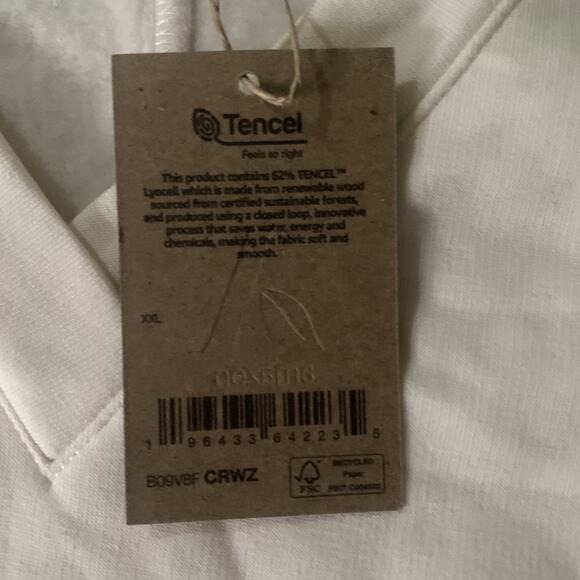 Tencel
Feels so right
This product contains 62% TENCEL™
Lyocell which is made from renewable wood
sourced from certified sustainable forests,
and produced using a closed loop, innovative
process that saves water, energy and
chemicals, making the fabric soft and
smooth.
XXL
1 96433 64223 5
B09V8F CRWZ
FSC
RECYCLED
Paper